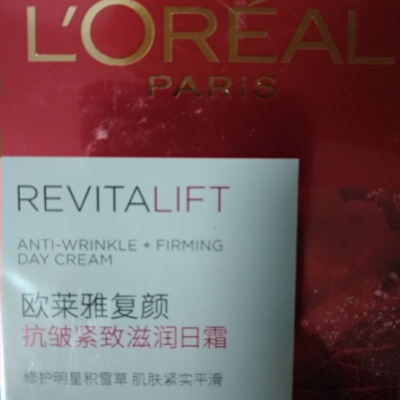 L'ORÉAL
PARiS
REVITALIFT
ANTI-WRINKLE + FIRMING
DAY CREAM
欧莱雅复颜
抗皱紧致滋润日霜
修护明星积雪草 肌肤紧实平滑